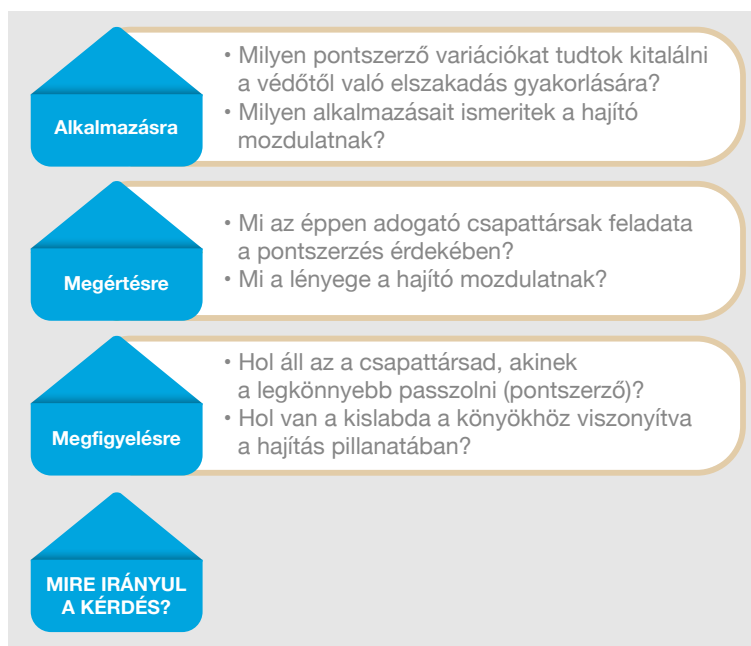 Alkalmazásra
• Milyen pontszerző variációkat tudtok kitalálni
a védőtől való elszakadás gyakorlására?
• Milyen alkalmazásait ismeritek a hajító
mozdulatnak?
Megértésre
• Mi az éppen adogató csapattársak feladata
a pontszerzés érdekében?
• Mi a lényege a hajító mozdulatnak?
Megfigyelésre
• Hol áll az a csapattársad, akinek
a legkönnyebb passzolni (pontszerző)?
• Hol van a kislabda a könyökhöz viszonyítva
a hajítás pillanatában?
MIRE IRÁNYUL
A KÉRDÉS?